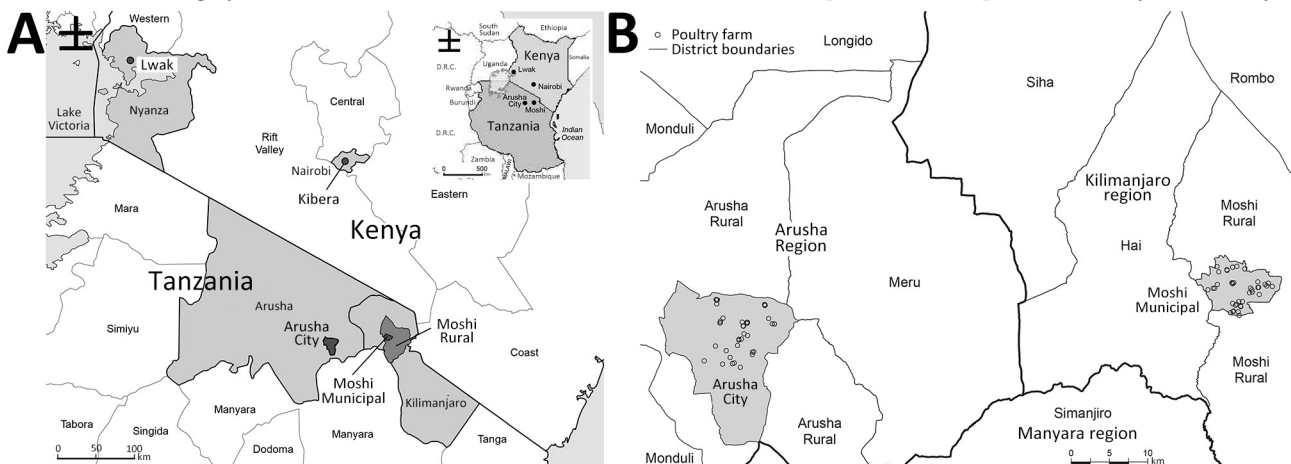 A
Western
Lwak
Nyanza
Lake
Victoria
Central
Rift
Valley
Nairobi
Kibera
Eastern
Kenya
Mara
Tanzania
Arusha
Simiyu
Arusha
City
Moshi
Rural
Coast
Moshi
Municipal
Kilimanjaro
Manyara
Tabora
Singida
Manyara
Tanga
Dodoma
0 50 100
km
South
Sudan
Ethiopia
D.R.C.
Uganda
Kenya
Somalia
Lwak
Rwanda
Nairobi
Burundi
Arusha
City
Moshi
D.R.C.
Tanzania
Indian
Ocean
Zambia
0 500
km
Mozambique
B
Poultry farm
District boundaries
Longido
Siha
Rombo
Monduli
Kilimanjaro
region
Arusha
Rural
Arusha
Region
Moshi
Rural
Hai
Meru
Moshi
Municipal
Arusha
City
Moshi
Rural
Arusha
Rural
Simanjiro
Manyara region
Monduli
0 5 10
km